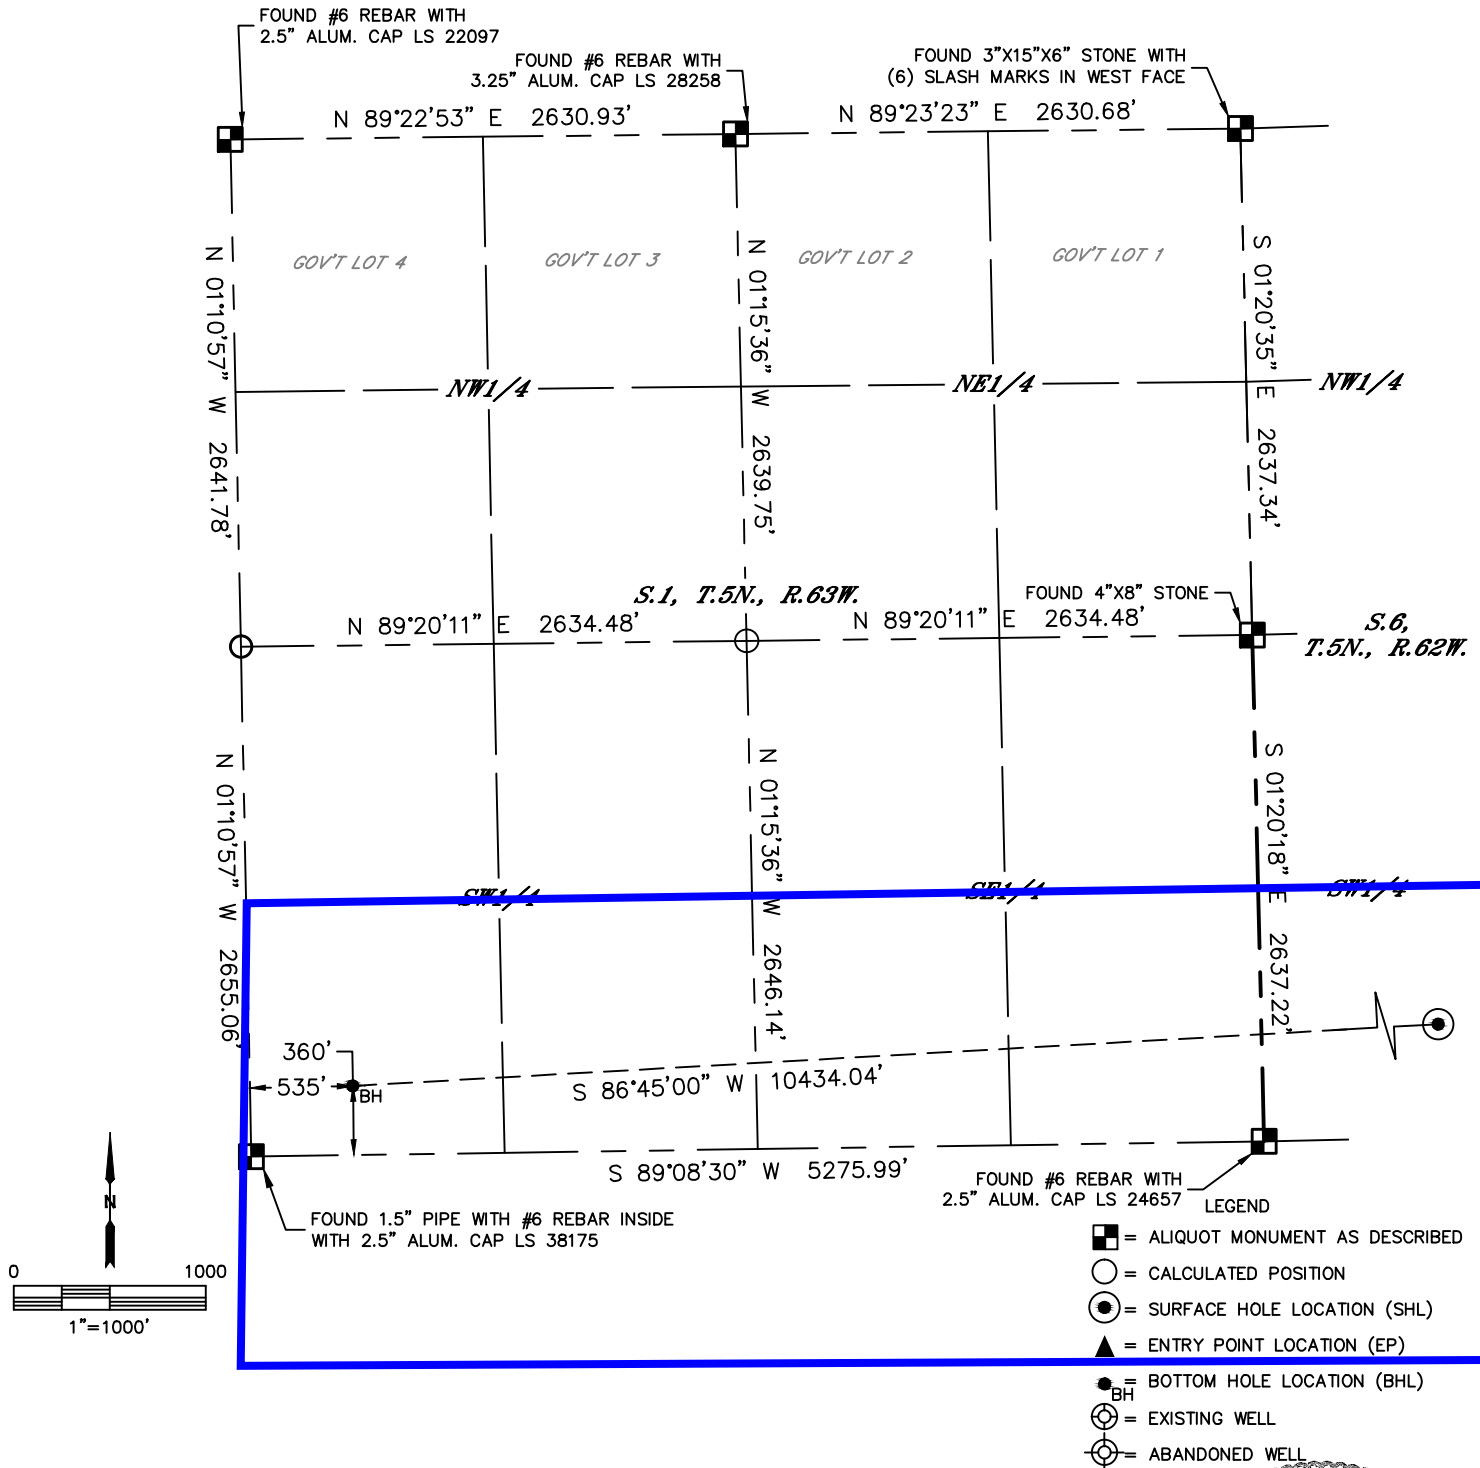 FOUND #6 REBAR WITH
2.5" ALUM. CAP LS 22097
FOUND #6 REBAR WITH
3.25" ALUM. CAP LS 28258
FOUND 3"X15"X6" STONE WITH
(6) SLASH MARKS IN WEST FACE
N 89°22'53" E 2630.93'
N 89°23'23" E 2630.68'
GOV'T LOT 4
GOV'T LOT 3
GOV'T LOT 2
GOV'T LOT 1
N 01°10'57" W 2641.78'
N 01°15'36" W 2639.75'
S 01°20'35" E 2637.34'
NW1/4
NE1/4
NW1/4
S.1, T.5N., R.63W.
FOUND 4"X8" STONE
N 89°20'11" E 2634.48'
N 89°20'11" E 2634.48'
S.6,
T.5N., R.62W.
N 01°10'57" W 2655.06'
N 01°15'36" W 2646.14'
S 01°20'18" E 2637.22'
SW1/4
SE1/4
SW1/4
360'
535'
BH
S 86°45'00" W 10434.04'
S 89°08'30" W 5275.99'
FOUND #6 REBAR WITH
2.5" ALUM. CAP LS 24657
FOUND 1.5" PIPE WITH #6 REBAR INSIDE
WITH 2.5" ALUM. CAP LS 38175
N
0 1000
1"=1000'
LEGEND
= ALIQUOT MONUMENT AS DESCRIBED
= CALCULATED POSITION
= SURFACE HOLE LOCATION (SHL)
= ENTRY POINT LOCATION (EP)
BH = BOTTOM HOLE LOCATION (BHL)
= EXISTING WELL
= ABANDONED WELL